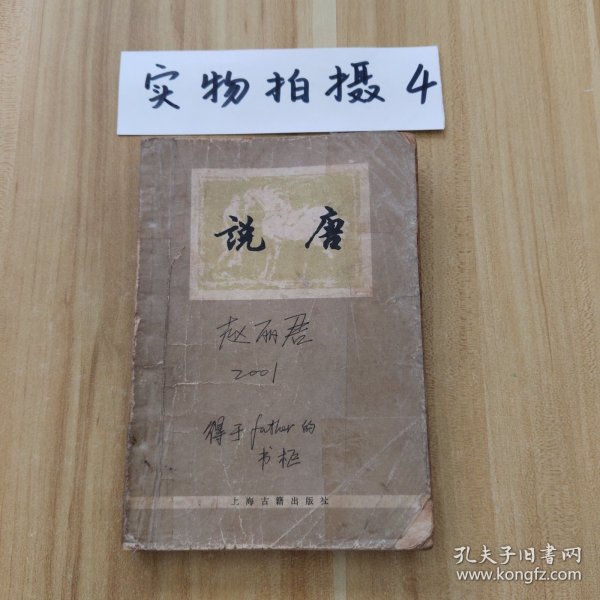 实物拍摄4
説唐
赵丽君
2001
得于father的
书柜
上海古籍出版社
孔夫子旧书网
www.kongfz.com